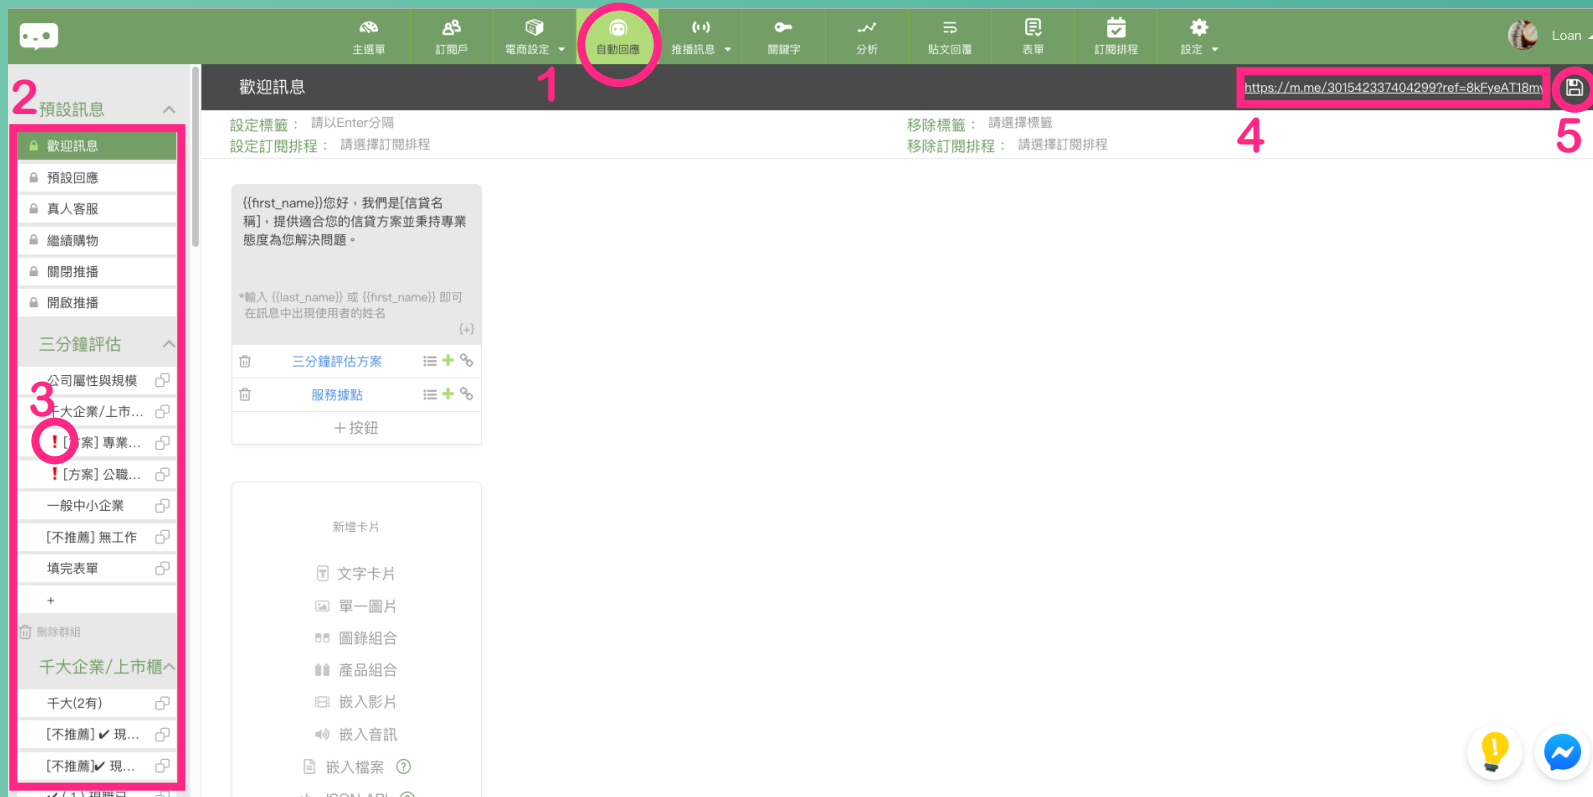 主選單
訂閱戶
電商設定
自動回應
推播訊息
關鍵字
分析
貼文回覆
表單
訂閱排程
設定
Loan
1
2
預設訊息
歡迎訊息
預設回應
真人客服
繼續購物
關閉推播
開啟推播
三分鐘評估
公司屬性與規模
3
千大企業/上市...
❗[方案] 專業...
❗[方案] 公職...
一般中小企業
[不推薦] 無工作
填完表單
+
刪除群組
千大企業/上市櫃
千大(2有)
[不推薦] ✔ 現...
[不推薦]✔ 現...
歡迎訊息
https://m.me/301542337404299?ref=8kFyeAT18my
4
5
設定標籤： 請以Enter分隔
移除標籤： 請選擇標籤
設定訂閱排程： 請選擇訂閱排程
移除訂閱排程： 請選擇訂閱排程
{{first_name}}您好，我們是[信貸名
稱]，提供適合您的信貸方案並秉持專業
態度為您解決問題。
*輸入 {{last_name}} 或 {{first_name}} 即可
在訊息中出現使用者的姓名
{+}
三分鐘評估方案
服務據點
＋按鈕
新增卡片
文字卡片
單一圖片
圖錄組合
產品組合
嵌入影片
嵌入音訊
嵌入檔案
JSON API